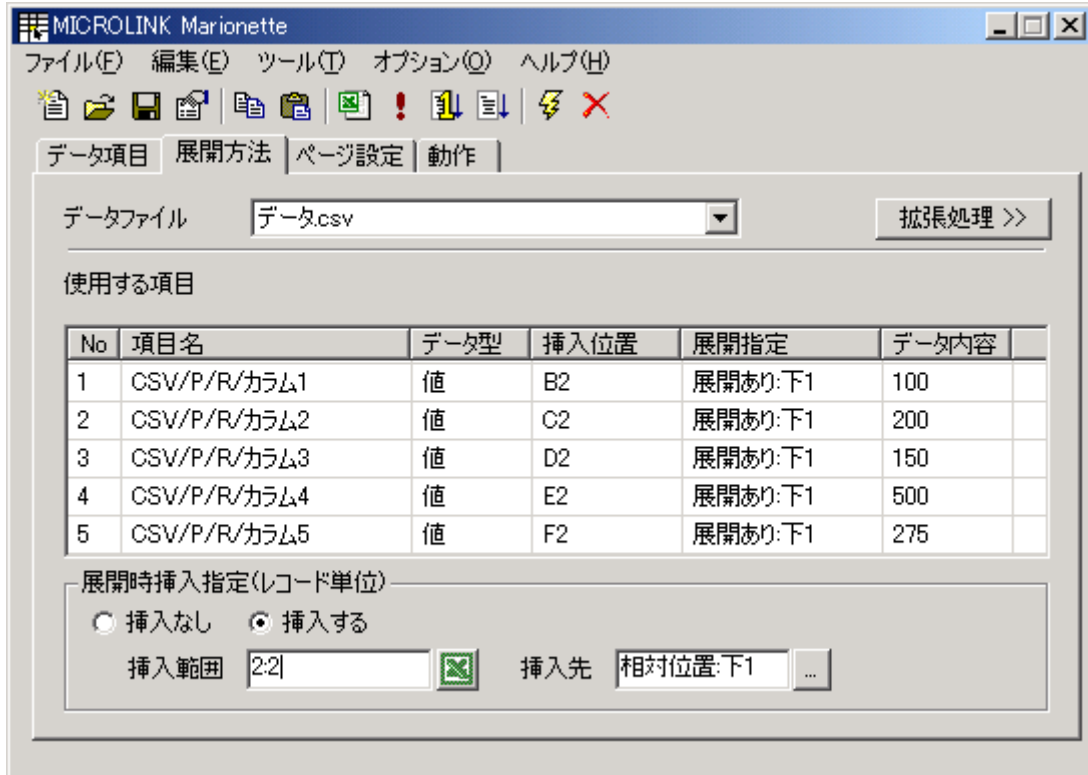 MICROLINK Marionette
ファイル(F) 編集(E) ツール(T) オプション(O) ヘルプ(H)
データ項目 展開方法 ページ設定 動作
データファイル データ.csv 拡張処理 >>
使用する項目
No 項目名 データ型 挿入位置 展開指定 データ内容
1 CSV/P/R/カラム1 値 B2 展開あり:下1 100
2 CSV/P/R/カラム2 値 C2 展開あり:下1 200
3 CSV/P/R/カラム3 値 D2 展開あり:下1 150
4 CSV/P/R/カラム4 値 E2 展開あり:下1 500
5 CSV/P/R/カラム5 値 F2 展開あり:下1 275
展開時挿入指定(レコード単位)
挿入なし 挿入する
挿入範囲 2:2 挿入先 相対位置:下1 ...